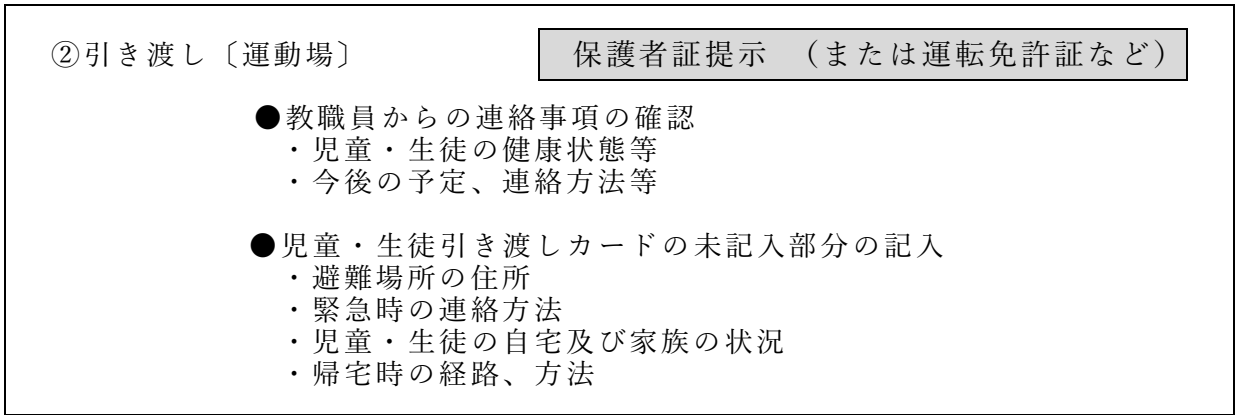 ②引き渡し〔運動場〕 保護者証提示 （または運転免許証など）
●教職員からの連絡事項の確認
・児童・生徒の健康状態等
・今後の予定、連絡方法等
●児童・生徒引き渡しカードの未記入部分の記入
・避難場所の住所
・緊急時の連絡方法
・児童・生徒の自宅及び家族の状況
・帰宅時の経路、方法